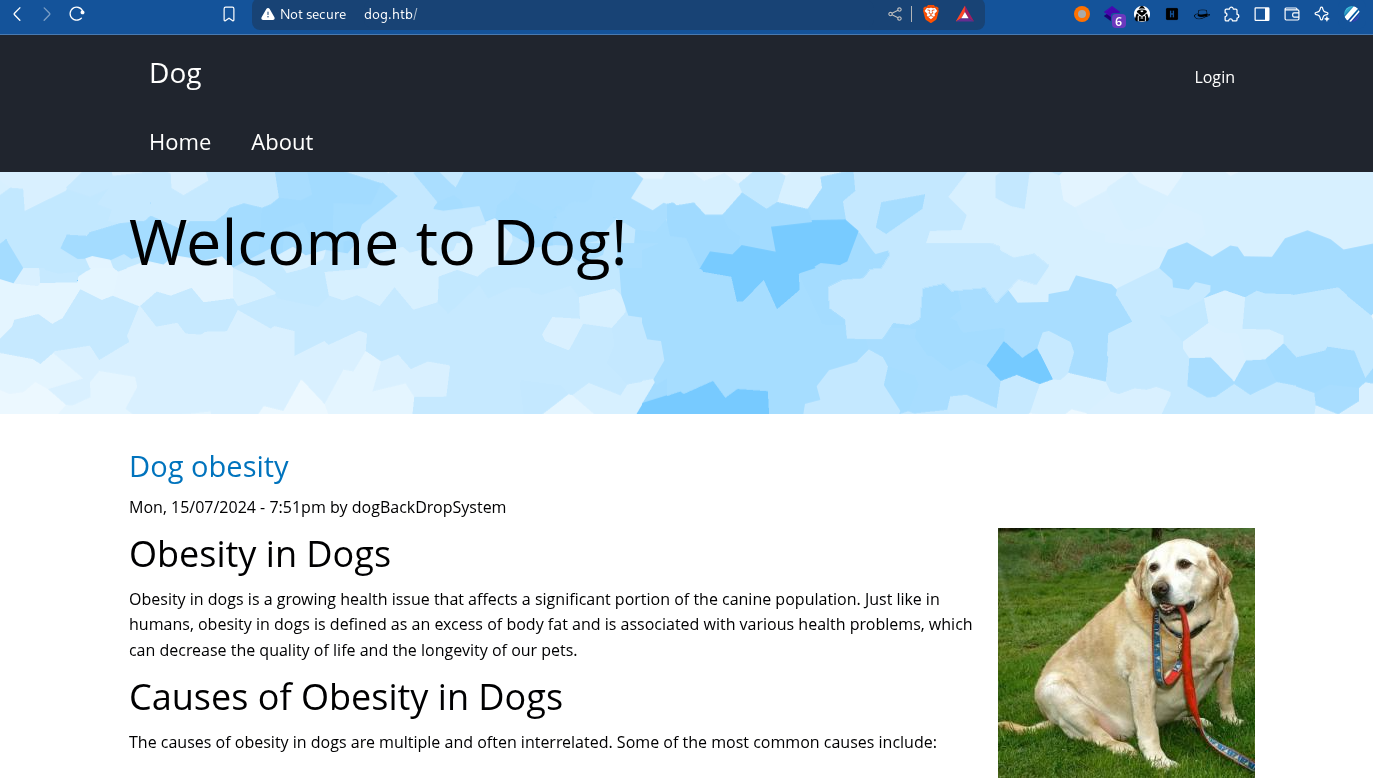 Not secure dog.htb/
6
Dog
Login
Home About
Welcome to Dog!
Dog obesity
Mon, 15/07/2024 - 7:51pm by dogBackDropSystem
Obesity in Dogs
Obesity in dogs is a growing health issue that affects a significant portion of the canine population. Just like in
humans, obesity in dogs is defined as an excess of body fat and is associated with various health problems, which
can decrease the quality of life and the longevity of our pets.
Causes of Obesity in Dogs
The causes of obesity in dogs are multiple and often interrelated. Some of the most common causes include: